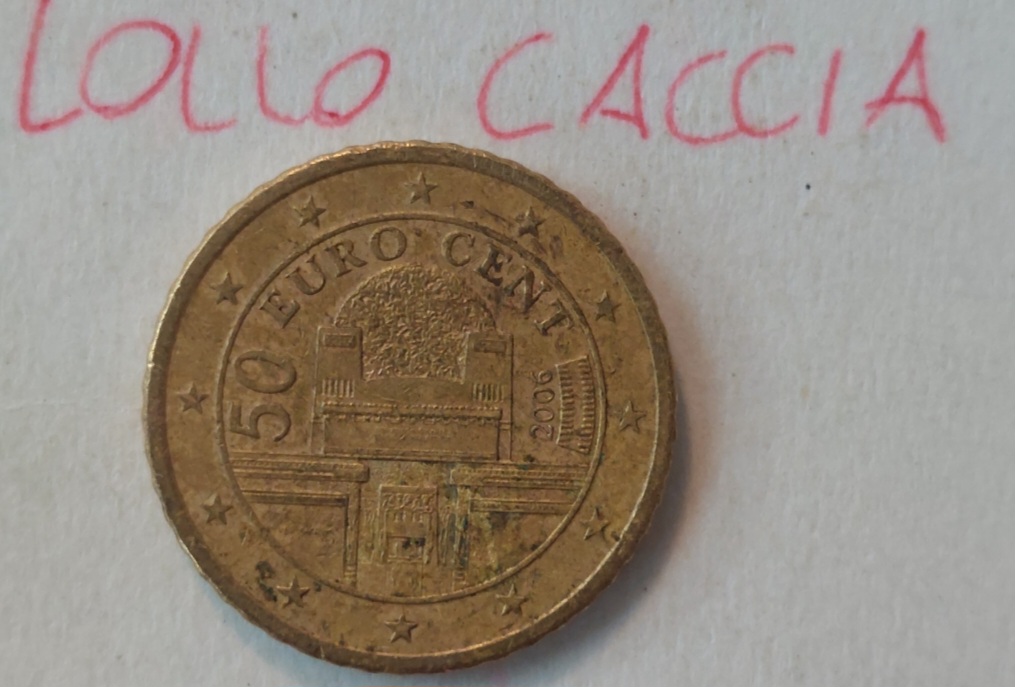 LOLLO CACCIA
50 EURO CENT
2006